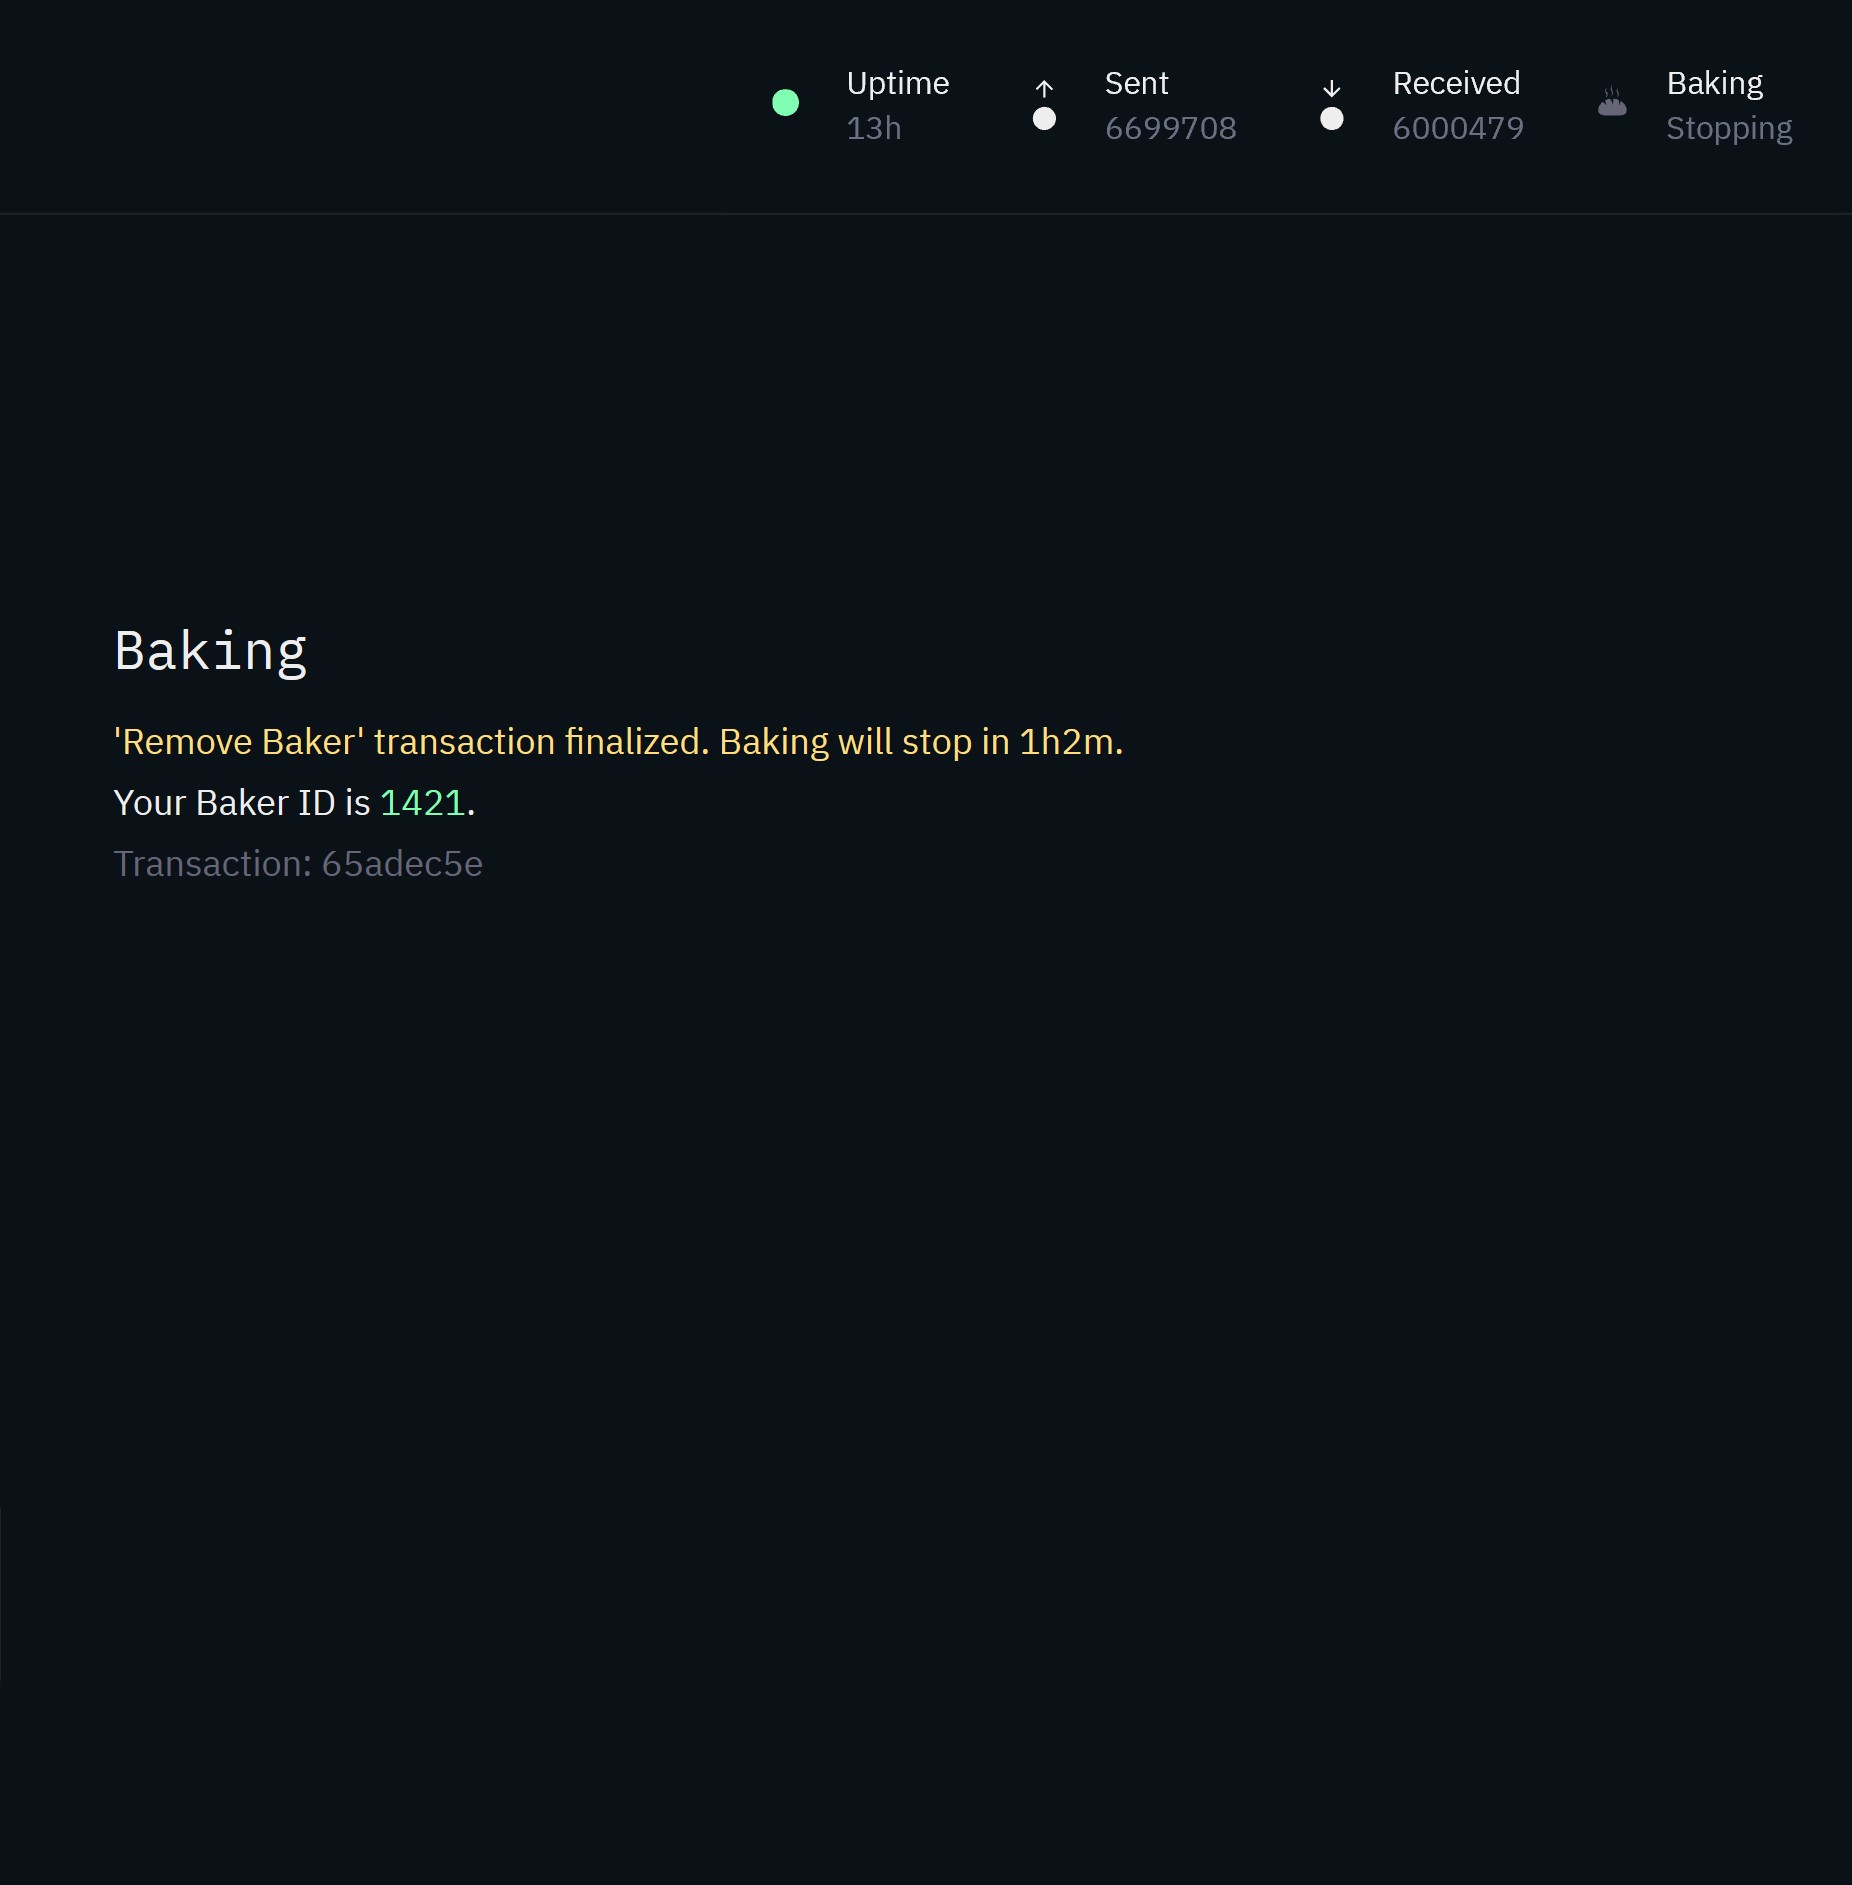 Uptime
13h
Sent
6699708
Received
6000479
Baking
Stopping
Baking
'Remove Baker' transaction finalized. Baking will stop in 1h2m.
Your Baker ID is 1421.
Transaction: 65adec5e